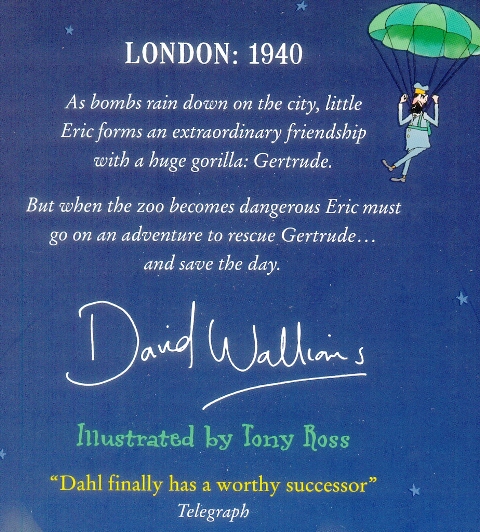 LONDON: 1940
As bombs rain down on the city, little
Eric forms an extraordinary friendship
with a huge gorilla: Gertrude.
But when the zoo becomes dangerous Eric must
go on an adventure to rescue Gertrude...
and save the day.
David Walliams
Illustrated by Tony Ross
“Dahl finally has a worthy successor”
Telegraph